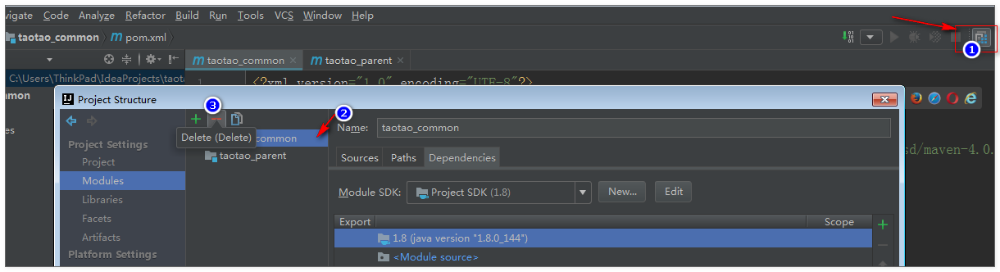 vigate Code Analyze Refactor Build Run Tools VCS Window Help
taotao_common pom.xml
1
taotao_common taotao_parent
C:\Users\ThinkPad\IdeaProjects\taota
1 <?xml version="1.0" encoding="UTF-8"?>
mmon
Project Structure
es
3
2
Delete (Delete)
common
taotao_parent
Name: taotao_common
sd/maven-4.0.
Project Settings
Project
Modules
Libraries
Facets
Artifacts
Platform Settings
Sources Paths Dependencies
Module SDK: Project SDK (1.8) New... Edit
Export Scope
1.8 (java version "1.8.0_144")
<Module source>